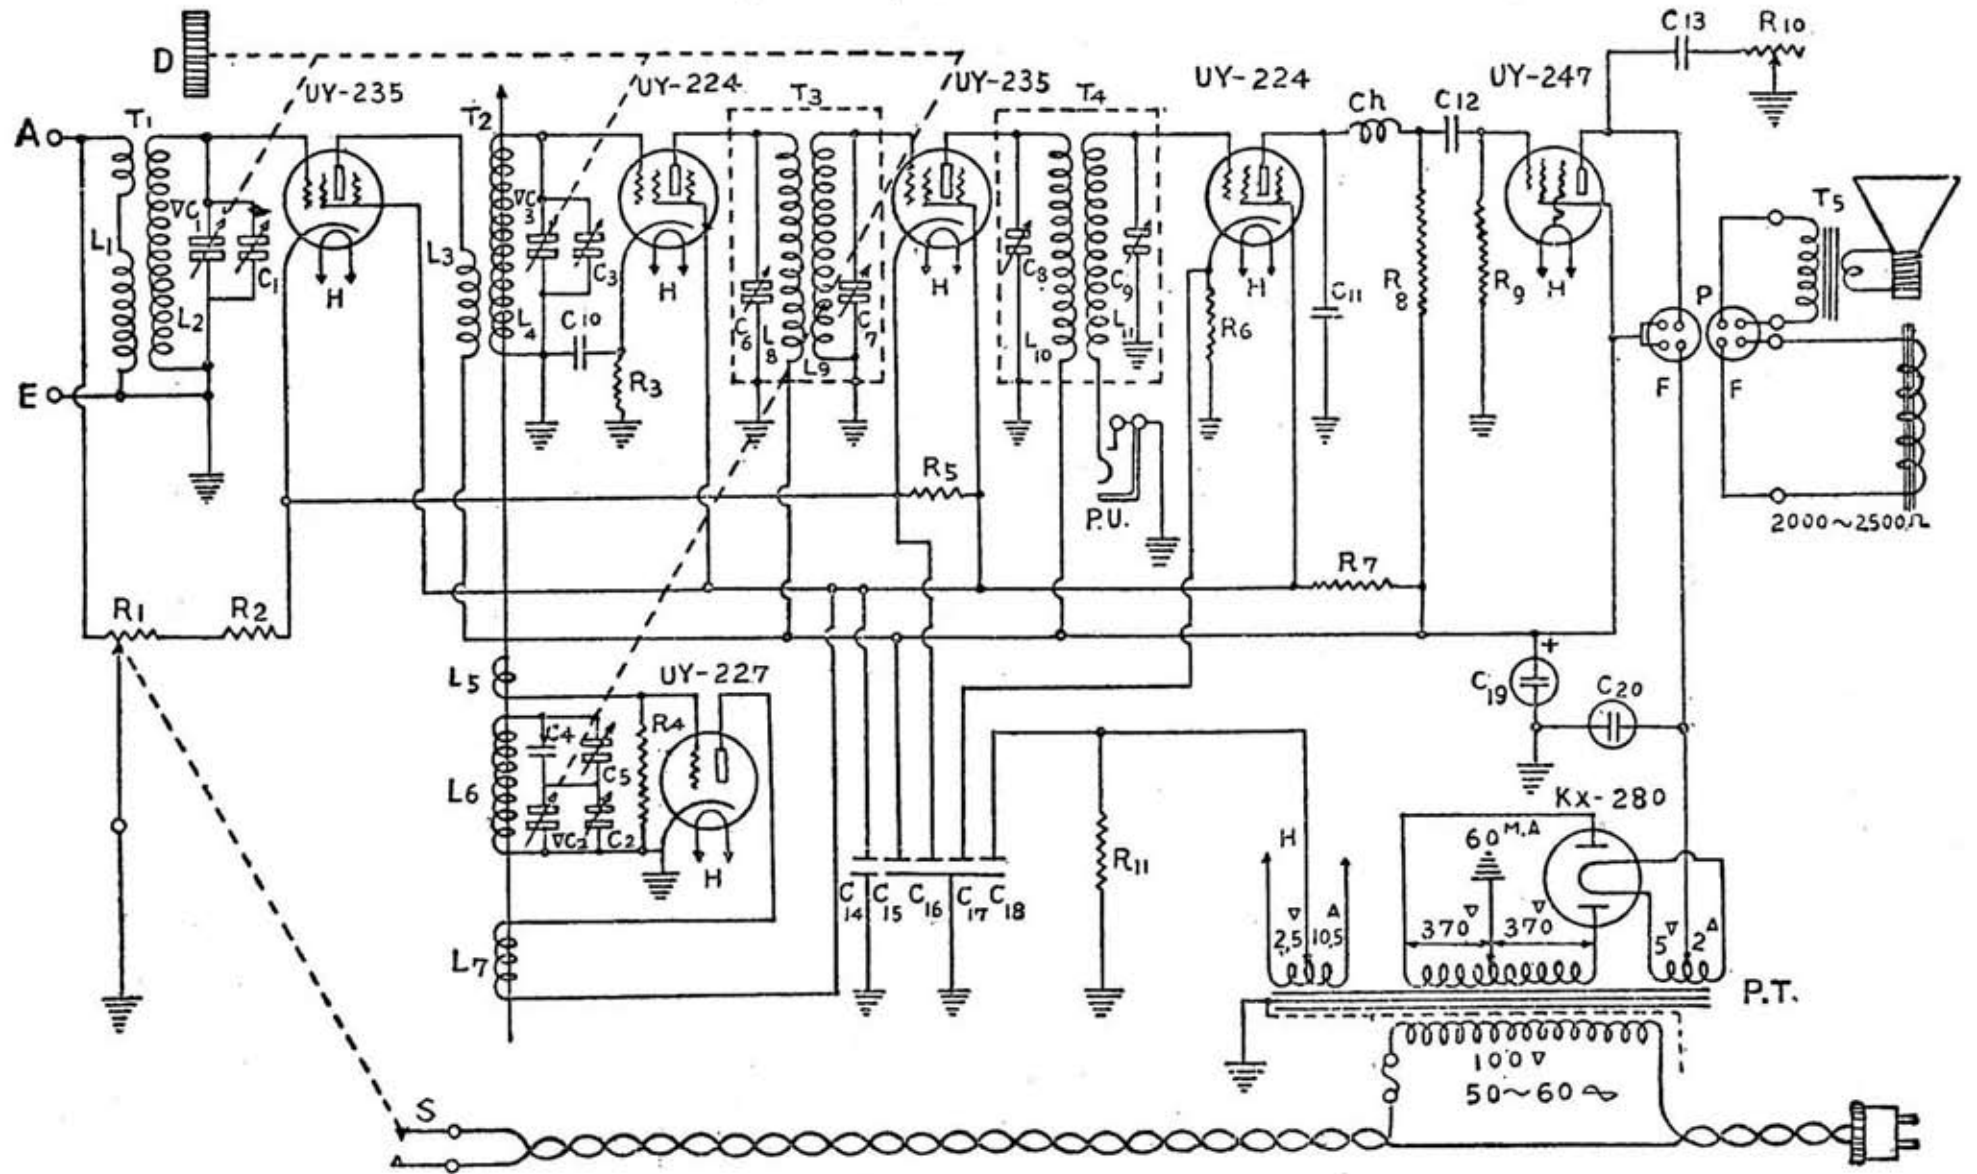 D
UY-235
UY-224
UY-235
UY-224
UY-247
C13
R10
A
T1
T2
T3
T4
Ch
C12
T5
L1
L2
VC1
C1
H
L3
VC3
C3
L4
C10
H
R3
C6
L8
L9
C7
H
C8
L10
C9
L11
H
R6
C11
R8
R9
H
P
F
F
E
R5
P.U.
2000~2500Ω
R1
R2
R7
L5
UY-227
C19
+
C20
R4
C4
C5
L6
VC2
C2
H
L7
C14
C15
C16
C17
C18
R11
H
2,5V
10,5A
60 M.A
KX-280
370V
370V
5V
2A
P.T.
100V
50~60∿
S